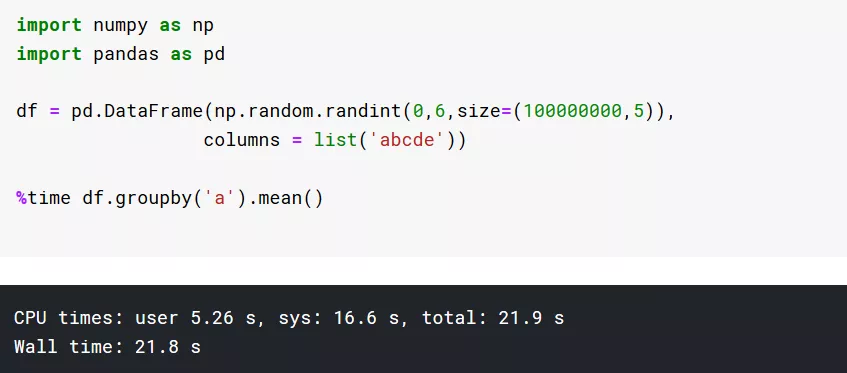 import numpy as np
import pandas as pd
df = pd.DataFrame(np.random.randint(0,6,size=(100000000,5)),
columns = list('abcde'))
%time df.groupby('a').mean()
CPU times: user 5.26 s, sys: 16.6 s, total: 21.9 s
Wall time: 21.8 s